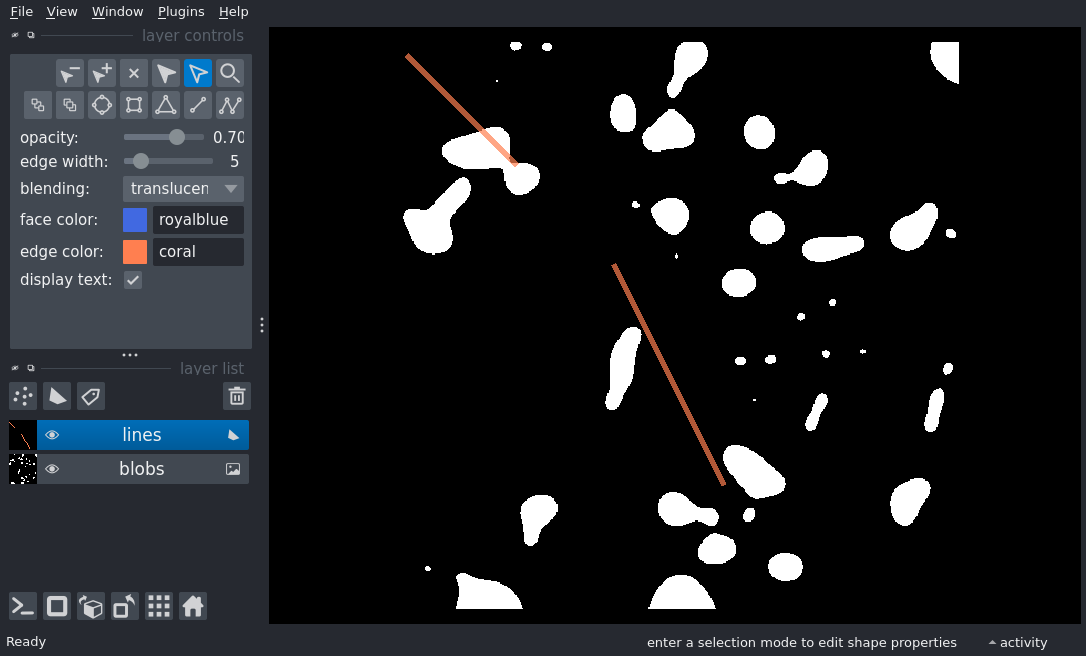 File View Window Plugins Help
layer controls
opacity: 0.70
edge width: 5
blending: translucen
face color: royalblue
edge color: coral
display text:
layer list
lines
blobs
Ready enter a selection mode to edit shape properties activity